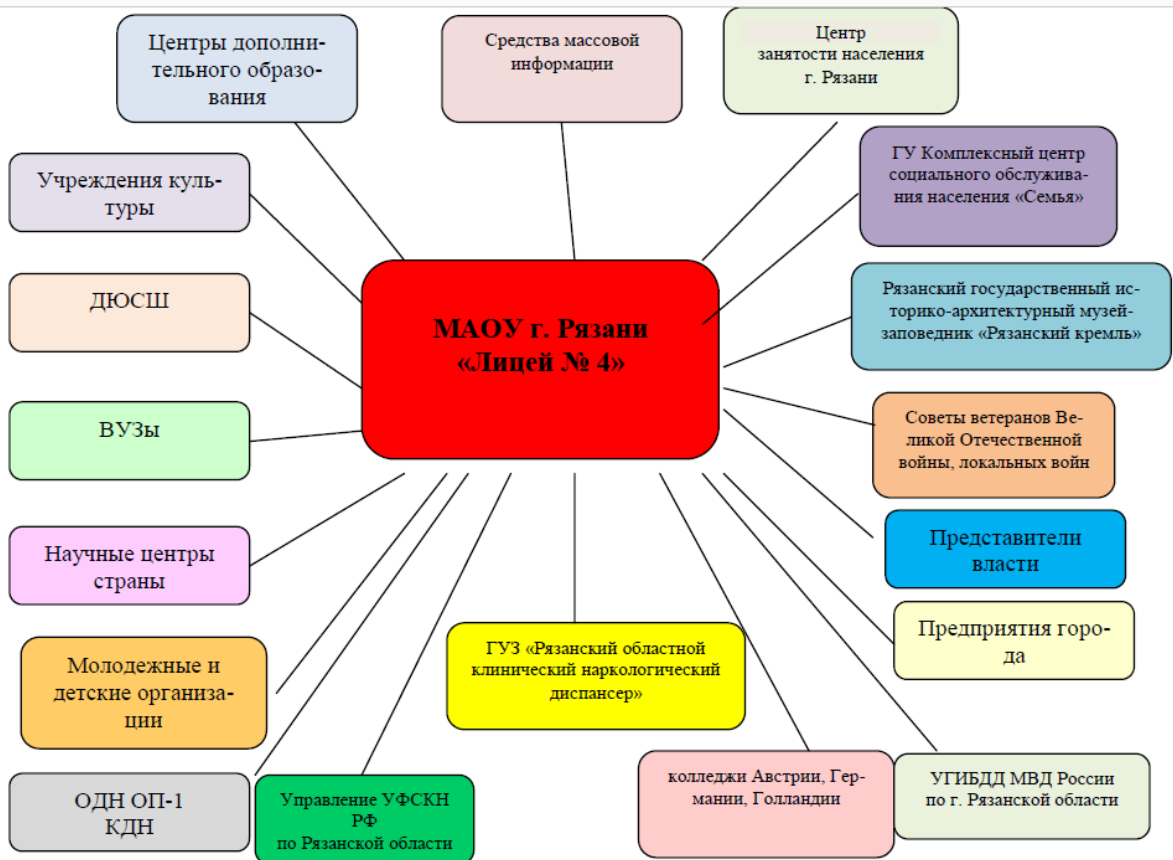 Центры дополни-
тельного образо-
вания
Средства массовой
информации
Центр
занятости населения
г. Рязани
Учреждения куль-
туры
ГУ Комплексный центр
социального обслужива-
ния населения «Семья»
ДЮСШ
МАОУ г. Рязани
«Лицей № 4»
Рязанский государственный ис-
торико-архитектурный музей-
заповедник «Рязанский кремль»
ВУЗы
Советы ветеранов Ве-
ликой Отечественной
войны, локальных войн
Научные центры
страны
Представители
власти
Молодежные и
детские организа-
ции
ГУЗ «Рязанский областной
клинический наркологический
диспансер»
Предприятия горо-
да
ОДН ОП-1
КДН
Управление УФСКН
РФ
по Рязанской области
колледжи Австрии, Гер-
мании, Голландии
УГИБДД МВД России
по г. Рязанской области